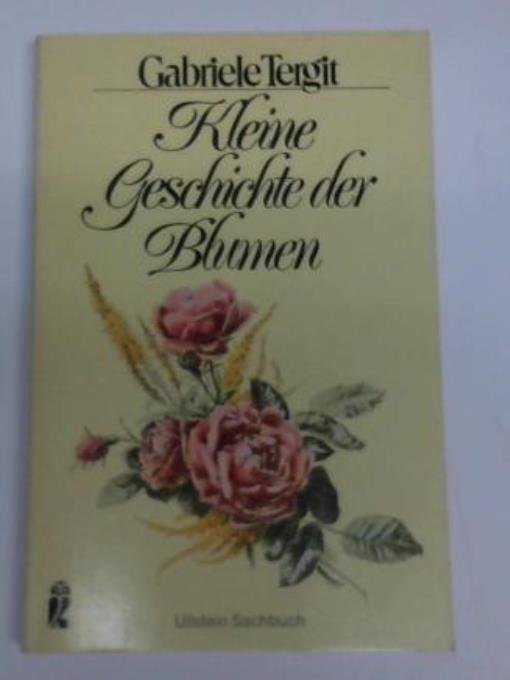 Gabriele Tergit
Kleine
Geschichte der
Blumen
Ullstein Sachbuch